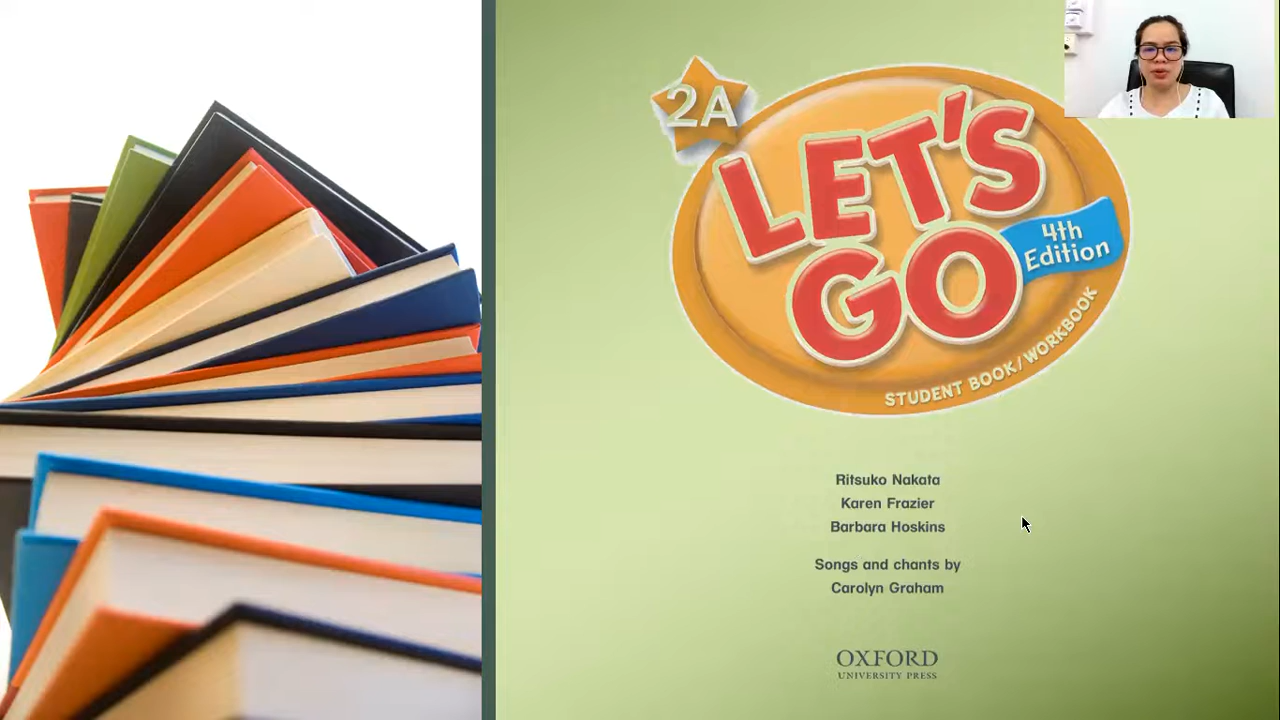 2A
LET'S
GO
4th
Edition
STUDENT BOOK/WORKBOOK
Ritsuko Nakata
Karen Frazier
Barbara Hoskins
Songs and chants by
Carolyn Graham
OXFORD
UNIVERSITY PRESS